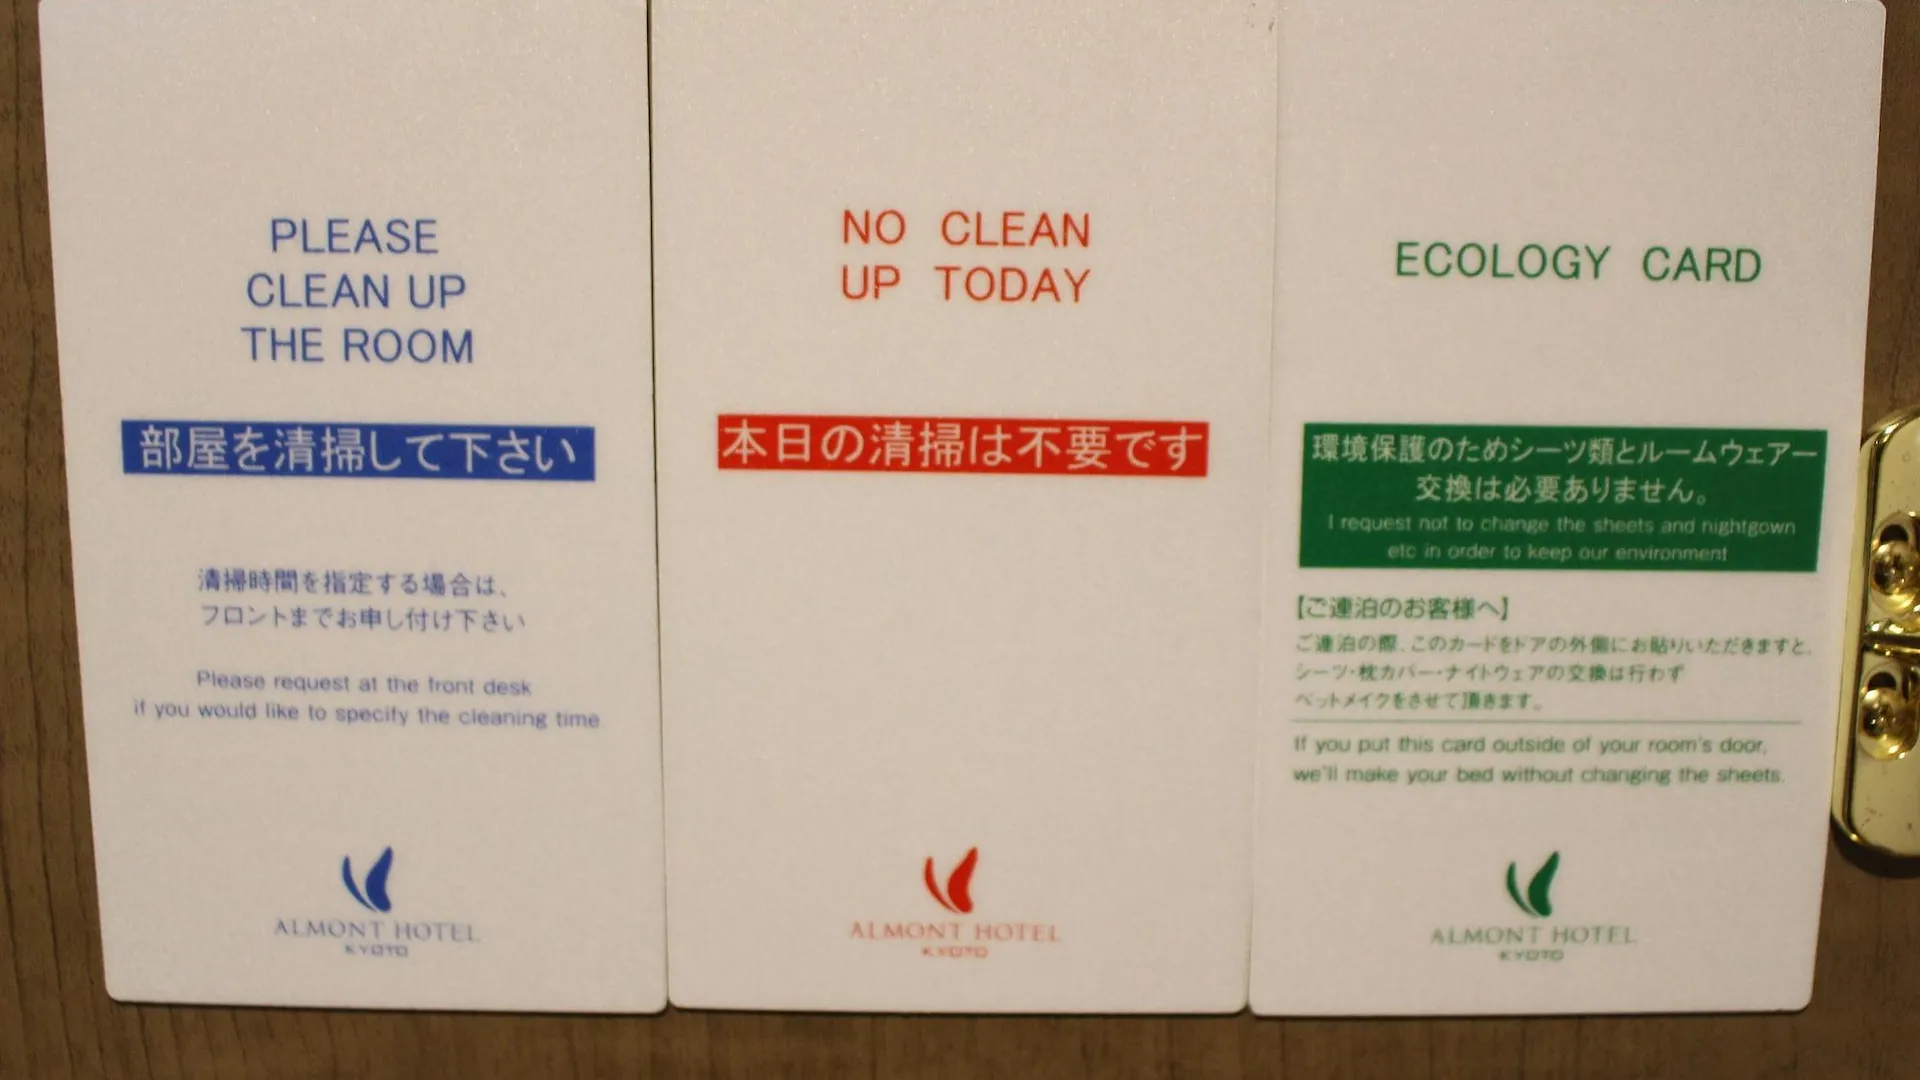 PLEASE
CLEAN UP
THE ROOM
部屋を清掃して下さい
清掃時間を指定する場合は、
フロントまでお申し付け下さい
Please request at the front desk
if you would like to specify the cleaning time
ALMONT HOTEL
KYOTO
NO CLEAN
UP TODAY
本日の清掃は不要です
ALMONT HOTEL
KYOTO
ECOLOGY CARD
環境保護のためシーツ類とルームウェアー
交換は必要ありません。
I request not to change the sheets and nightgown
etc in order to keep our environment
【ご連泊のお客様へ】
ご連泊の際、このカードをドアの外側にお貼りいただきますと、
シーツ・枕カバー・ナイトウェアの交換は行わず
ベットメイクをさせて頂きます。
If you put this card outside of your room's door,
we'll make your bed without changing the sheets.
ALMONT HOTEL
KYOTO